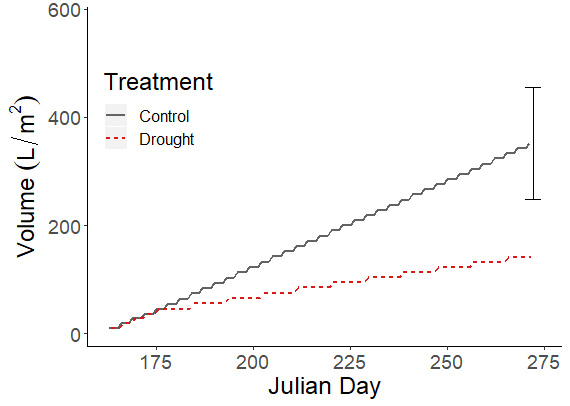 600
400
200
0
Volume (L/m²)
Treatment
Control
Drought
175 200 225 250 275
Julian Day